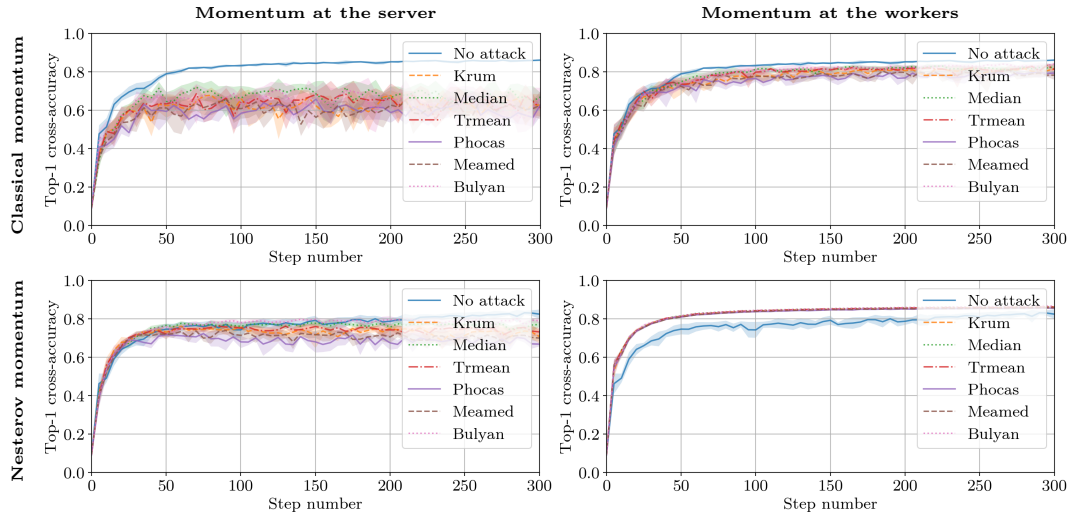 Momentum at the server
Momentum at the workers
Classical momentum
Top-1 cross-accuracy
1.0
0.8
0.6
0.4
0.2
0.0
0
50
100
150
200
250
300
Step number
No attack
Krum
Median
Trmean
Phocas
Meamed
Bulyan
Top-1 cross-accuracy
1.0
0.8
0.6
0.4
0.2
0.0
0
50
100
150
200
250
300
Step number
No attack
Krum
Median
Trmean
Phocas
Meamed
Bulyan
Nesterov momentum
Top-1 cross-accuracy
1.0
0.8
0.6
0.4
0.2
0.0
0
50
100
150
200
250
300
Step number
No attack
Krum
Median
Trmean
Phocas
Meamed
Bulyan
Top-1 cross-accuracy
1.0
0.8
0.6
0.4
0.2
0.0
0
50
100
150
200
250
300
Step number
No attack
Krum
Median
Trmean
Phocas
Meamed
Bulyan